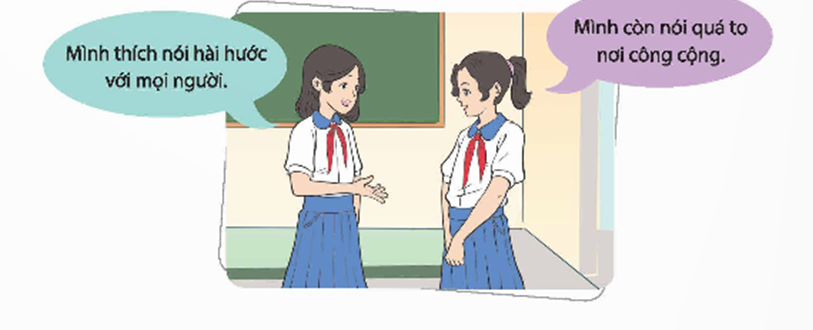 Mình thích nói hài hước
với mọi người.
Mình còn nói quá to
nơi công cộng.